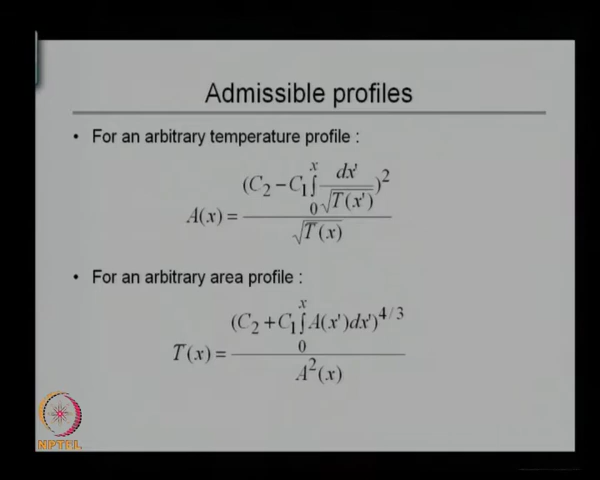 Admissible profiles
• For an arbitrary temperature profile :
A(x) = (C₂ − C₁ ∫₀ˣ dx' / √T(x'))² / √T(x)
• For an arbitrary area profile :
T(x) = (C₂ + C₁ ∫₀ˣ A(x')dx')^4/3 / A²(x)
NPTEL